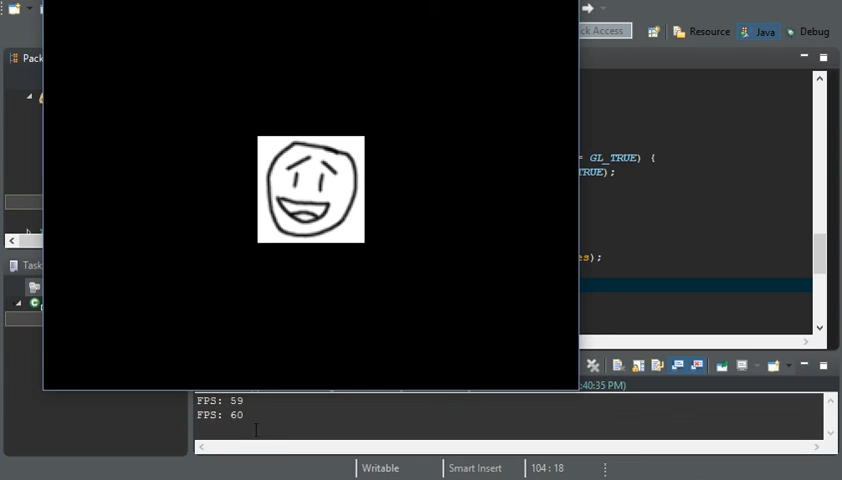 ck Access
Resource
Java
Debug
Pack
= GL_TRUE) {
TRUE);
es);
Task
:40:35 PM)
FPS: 59
FPS: 60
Writable
Smart Insert
104 : 18